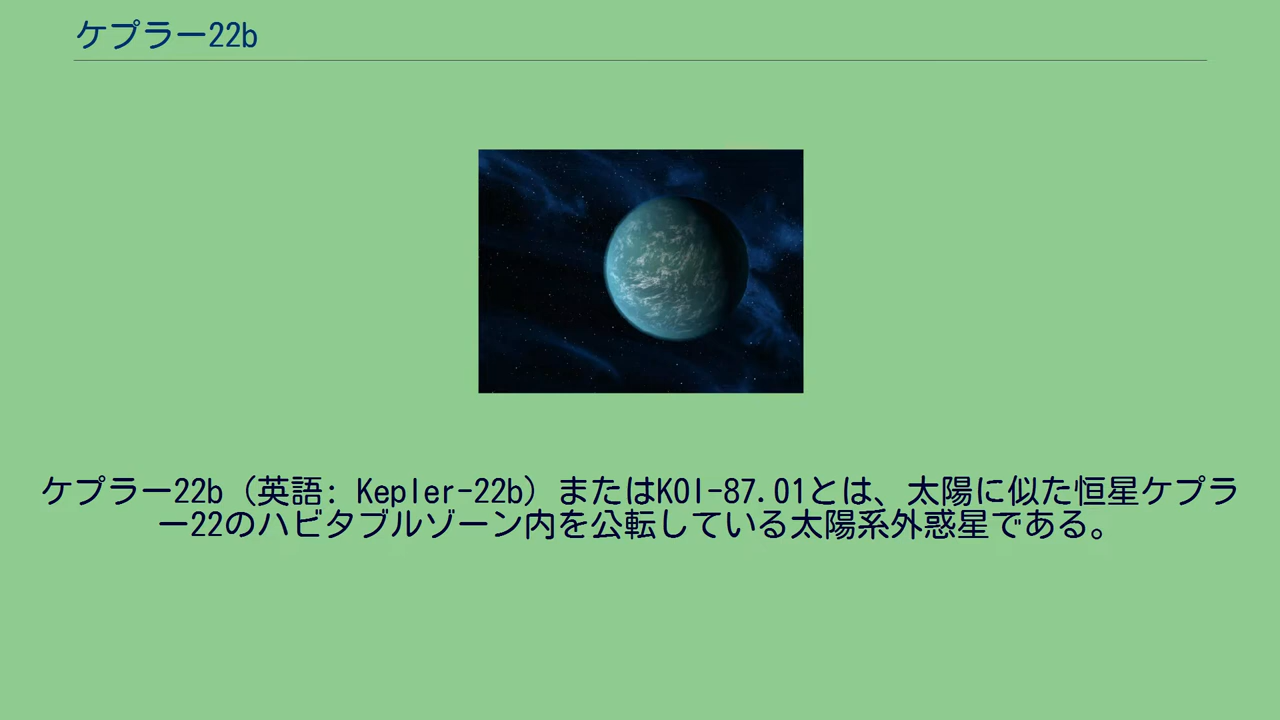 ケプラー22b
ケプラー22b（英語: Kepler-22b）またはKOI-87.01とは、太陽に似た恒星ケプラ
ー22のハビタブルゾーン内を公転している太陽系外惑星である。